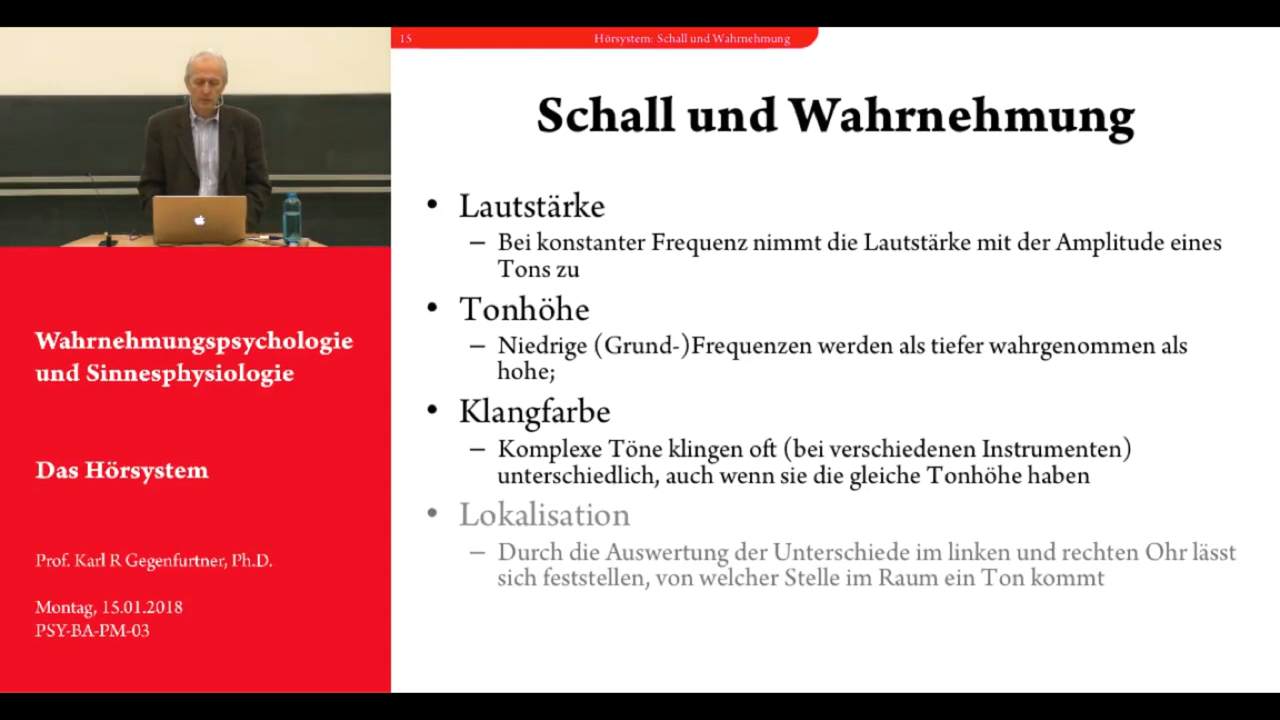 15 Hörsystem: Schall und Wahrnehmung
Schall und Wahrnehmung
• Lautstärke
– Bei konstanter Frequenz nimmt die Lautstärke mit der Amplitude eines
Tons zu
• Tonhöhe
– Niedrige (Grund-)Frequenzen werden als tiefer wahrgenommen als
hohe;
• Klangfarbe
– Komplexe Töne klingen oft (bei verschiedenen Instrumenten)
unterschiedlich, auch wenn sie die gleiche Tonhöhe haben
• Lokalisation
– Durch die Auswertung der Unterschiede im linken und rechten Ohr lässt
sich feststellen, von welcher Stelle im Raum ein Ton kommt
Wahrnehmungspsychologie
und Sinnesphysiologie
Das Hörsystem
Prof. Karl R Gegenfurtner, Ph.D.
Montag, 15.01.2018
PSY-BA-PM-03